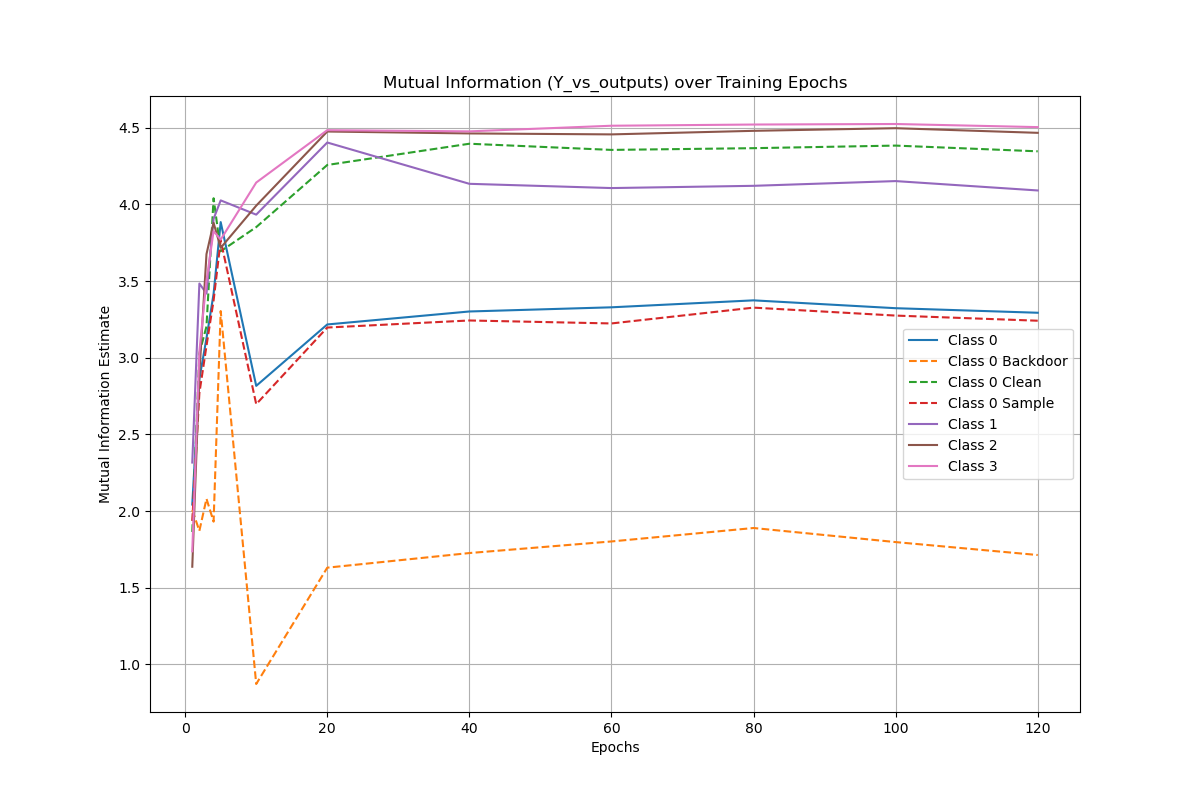 Mutual Information (Y_vs_outputs) over Training Epochs
Mutual Information Estimate
4.5
4.0
3.5
3.0
2.5
2.0
1.5
1.0
Class 0
Class 0 Backdoor
Class 0 Clean
Class 0 Sample
Class 1
Class 2
Class 3
0 20 40 60 80 100 120
Epochs